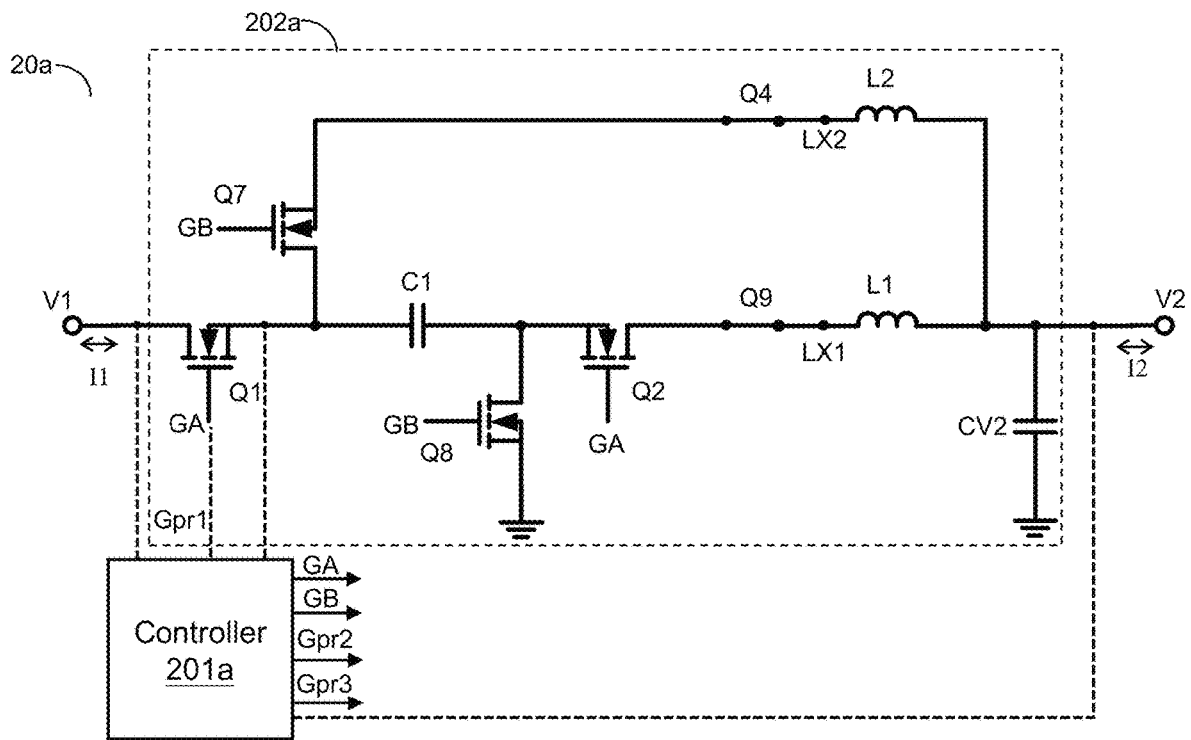 202a
20a
L2
Q4
LX2
Q7
GB
C1
L1
V1
Q9
V2
LX1
I1
Q1
Q2
I2
GA
GB
Q8
GA
CV2
Gpr1
GA
GB
Controller
201a
Gpr2
Gpr3